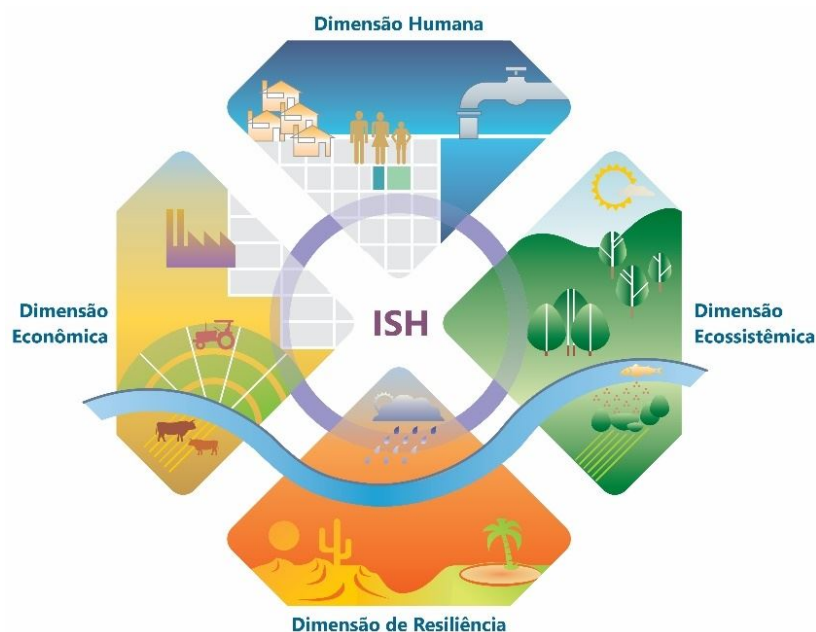 Dimensão Humana
Dimensão
Econômica
ISH
Dimensão
Ecossistêmica
Dimensão de Resiliência